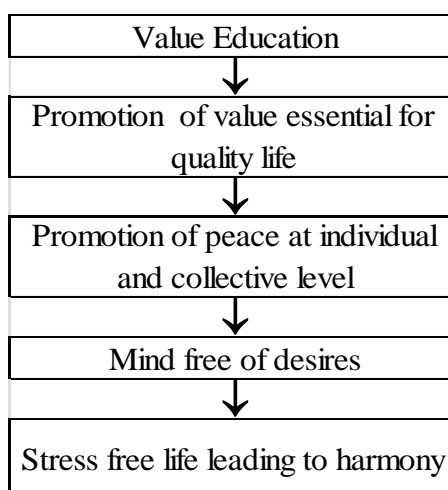 Value Education
Promotion of value essential for
quality life
Promotion of peace at individual
and collective level
Mind free of desires
Stress free life leading to harmony